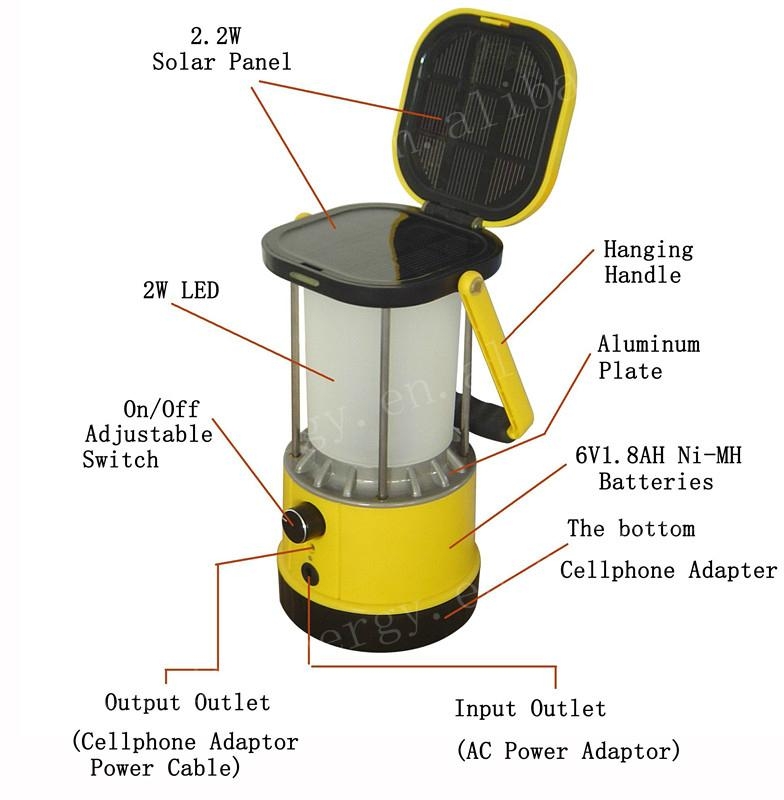 2.2W
Solar Panel
Hanging
Handle
2W LED
Aluminum
Plate
On/Off
Adjustable
Switch
6V1.8AH Ni-MH
Batteries
The bottom
Cellphone Adapter
Output Outlet
(Cellphone Adaptor
Power Cable)
Input Outlet
(AC Power Adaptor)